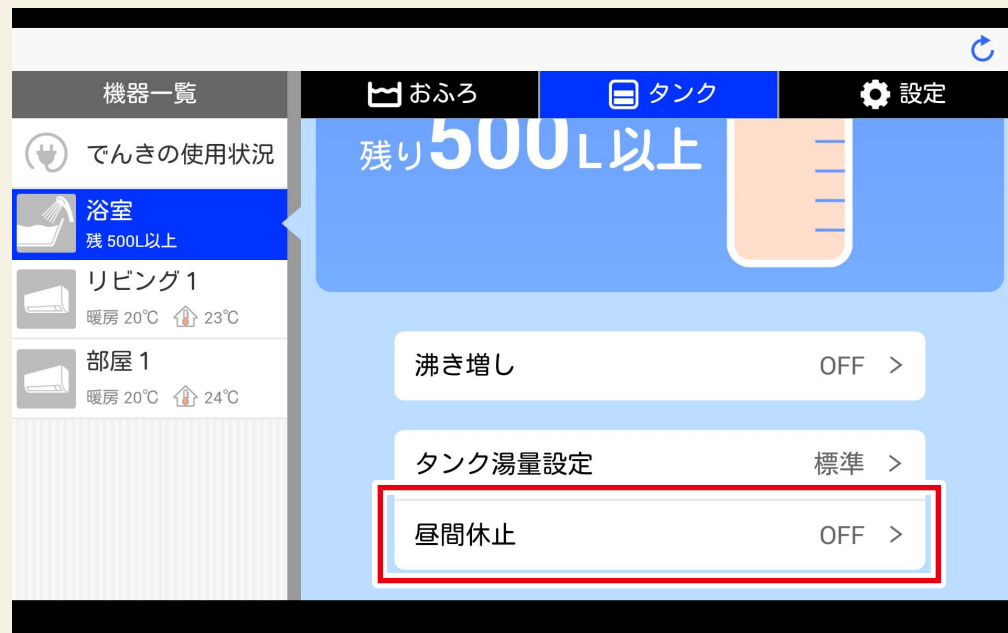 機器一覧
おふろ
タンク
設定
でんきの使用状況
浴室
残 500L以上
リビング1
暖房 20℃ 23℃
部屋1
暖房 20℃ 24℃
残り500L以上
沸き増し OFF >
タンク湯量設定 標準 >
昼間休止 OFF >